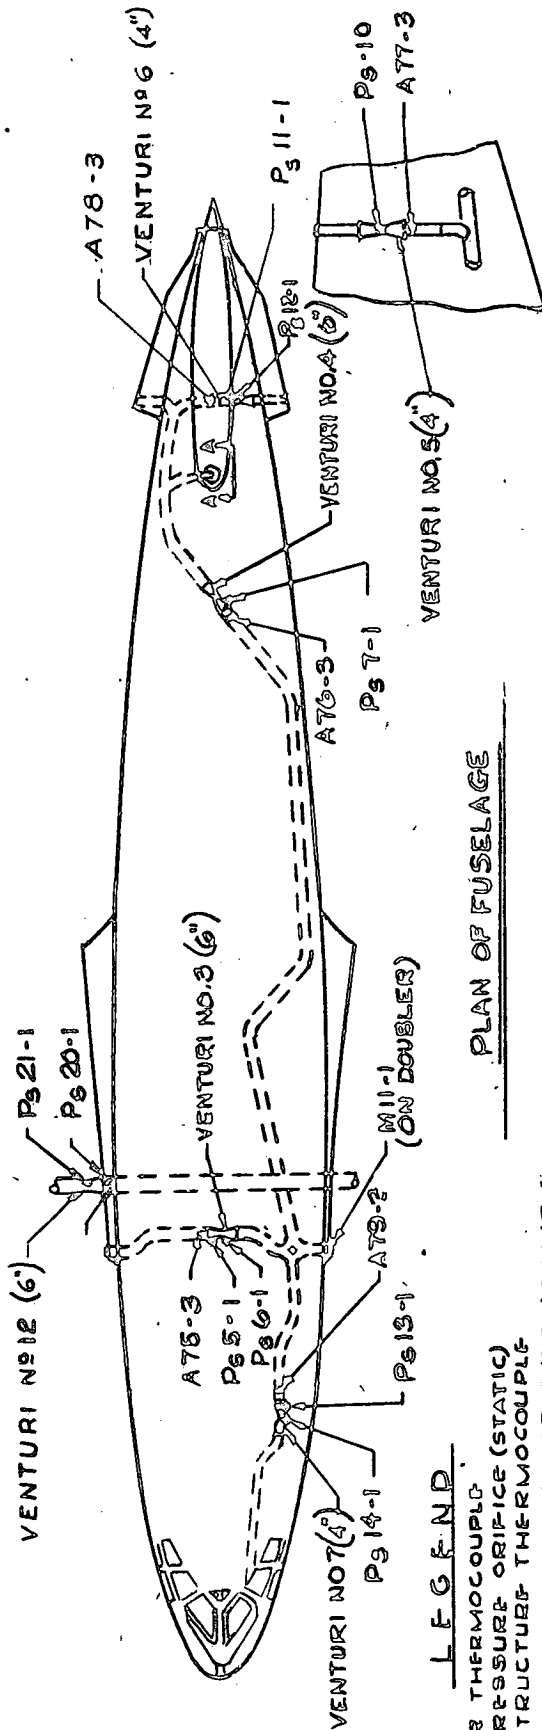 VENTURI Nº 12 (6")
Ps 21-1
Ps 20-1
A75-3
Ps 5-1
Ps 6-1
VENTURI NO.3 (6")
A78-3
VENTURI Nº 6 (4")
Ps 11-1
Ps 12-1
VENTURI NO.4
A76-3
Ps 7-1
Ps-10
A77-3
VENTURI NO.5 (4")
M11-1
(ON DOUBLER)
A79-2
Ps 13-1
Ps 14-1
VENTURI NO 7 (4")
A
A
PLAN OF FUSELAGE
LEGEND
THERMOCOUPLE
RESSURE ORIFICE (STATIC)
TRUCTURE THERMOCOUPLE